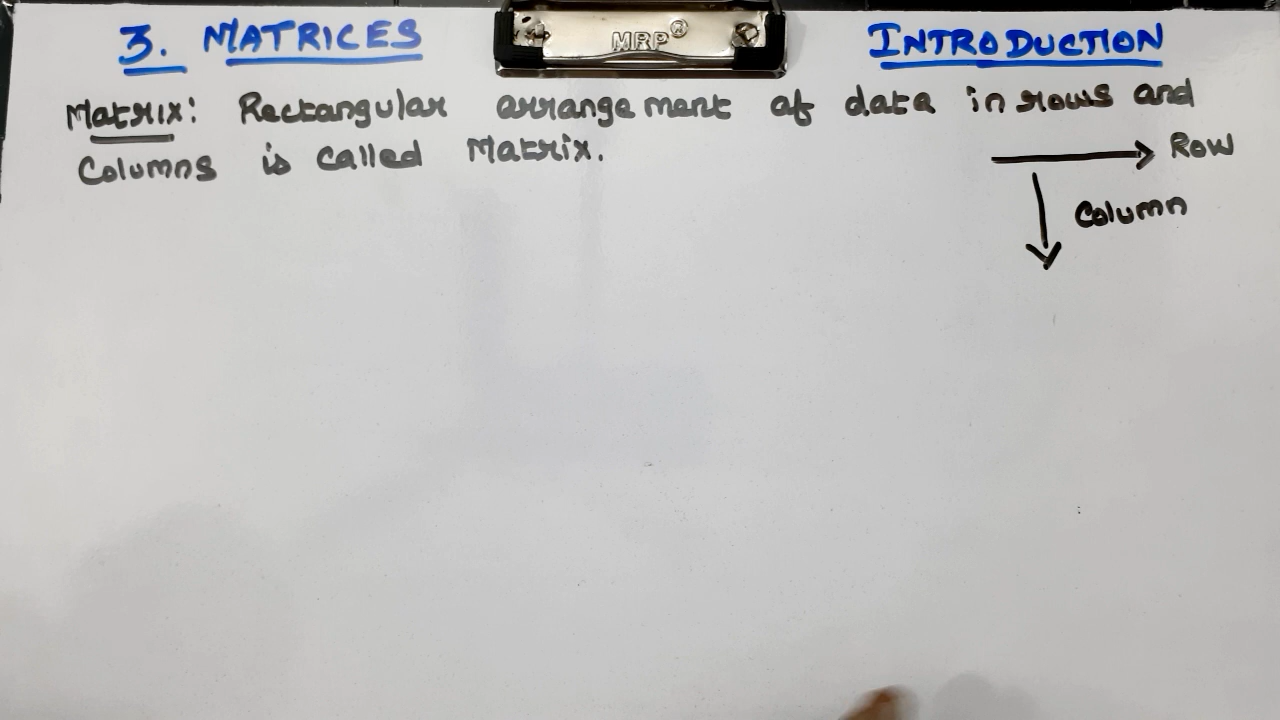 3. MATRICES
MRP®
INTRODUCTION
Matrix: Rectangular arrangement of data in rows and
Columns is called Matrix.
Row
Column